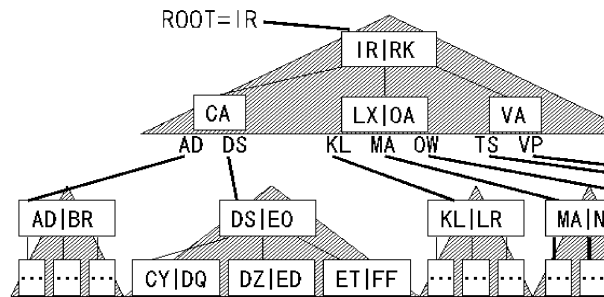 ROOT=IR
IR|RK
CA LX|OA VA
AD DS KL MA OW TS VP
AD|BR DS|EO KL|LR MA|N
... ... ... CY|DQ DZ|ED ET|FF ... ... ... ... ...